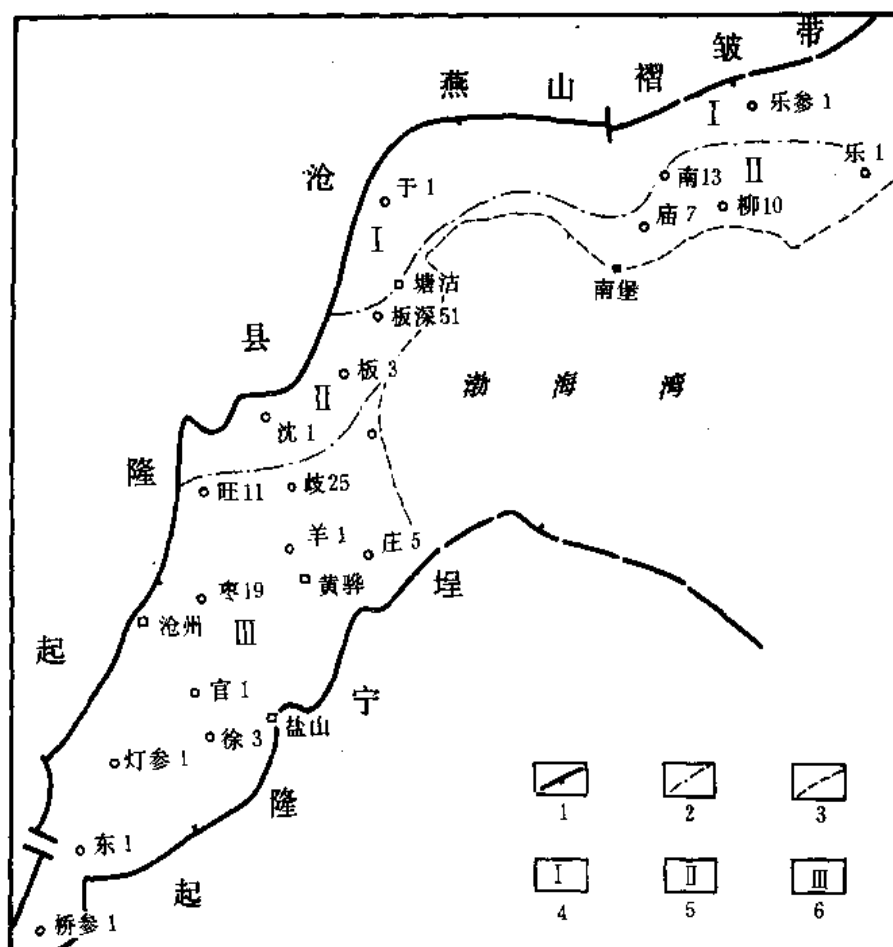 燕山褶皱带
Ⅰ
乐参1
沧
乐1
南13
Ⅱ
于1
柳10
庙7
Ⅰ
塘沽
南堡
板深51
县
板3
渤海湾
Ⅱ
沈1
隆
旺11
歧25
羊1
庄5
黄骅
埕
枣19
沧州
Ⅲ
起
官1
宁
盐山
徐3
灯参1
隆
1
2
3
东1
Ⅰ
Ⅱ
Ⅲ
起
4
5
6
桥参1